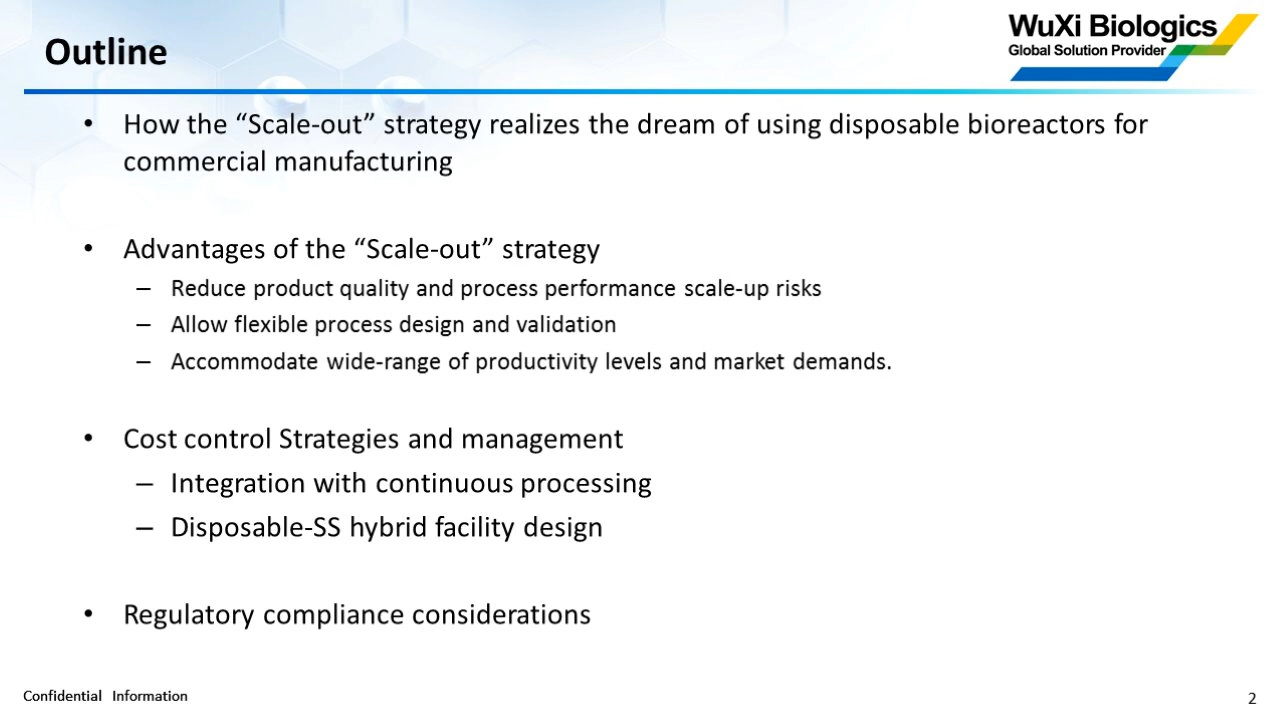 Outline
WuXi Biologics
Global Solution Provider
• How the “Scale-out” strategy realizes the dream of using disposable bioreactors for
commercial manufacturing
• Advantages of the “Scale-out” strategy
– Reduce product quality and process performance scale-up risks
– Allow flexible process design and validation
– Accommodate wide-range of productivity levels and market demands.
• Cost control Strategies and management
– Integration with continuous processing
– Disposable-SS hybrid facility design
• Regulatory compliance considerations
Confidential Information
2